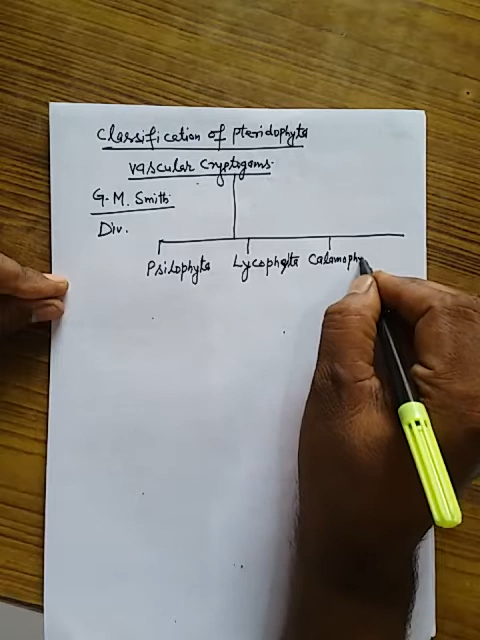 Classification of pteridophyta
vascular cryptogams.
G.M. Smith
Div.
Psilophyta Lycophyta Calamophy